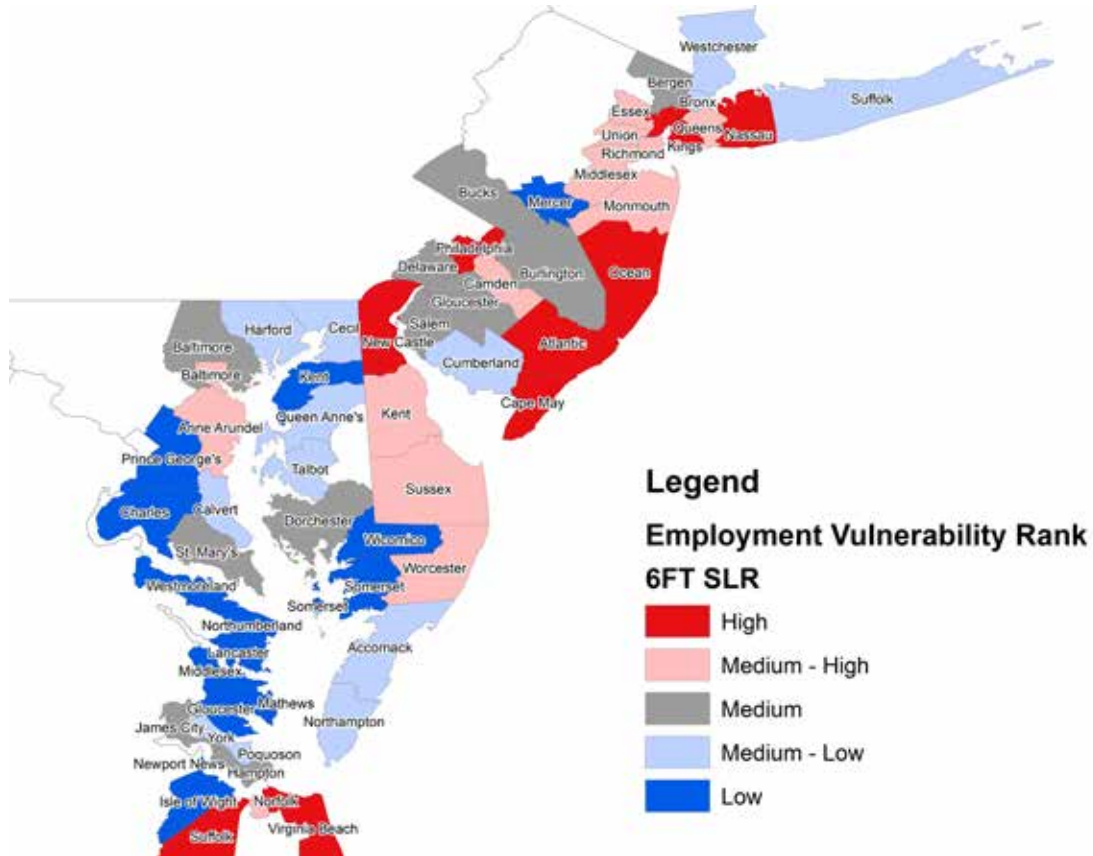 Westchester
Bergen
Suffolk
Bronx
Essex
Queens
Nassau
Union
Kings
Richmond
Middlesex
Bucks
Mercer
Monmouth
Philadelphia
Delaware
Burlington
Ocean
Camden
Gloucester
Harford
Cecil
Salem
New Castle
Atlantic
Baltimore
Cumberland
Baltimore
Kent
Cape May
Queen Anne's
Kent
Anne Arundel
Prince George's
Talbot
Sussex
Charles
Calvert
Dorchester
Wicomico
St. Mary's
Worcester
Westmoreland
Somerset
Somerset
Northumberland
Accomack
Lancaster
Middlesex
Mathews
Gloucester
Northampton
James City
York
Poquoson
Newport News
Hampton
Isle of Wight
Norfolk
Virginia Beach
Suffolk
Legend
Employment Vulnerability Rank
6FT SLR
High
Medium - High
Medium
Medium - Low
Low